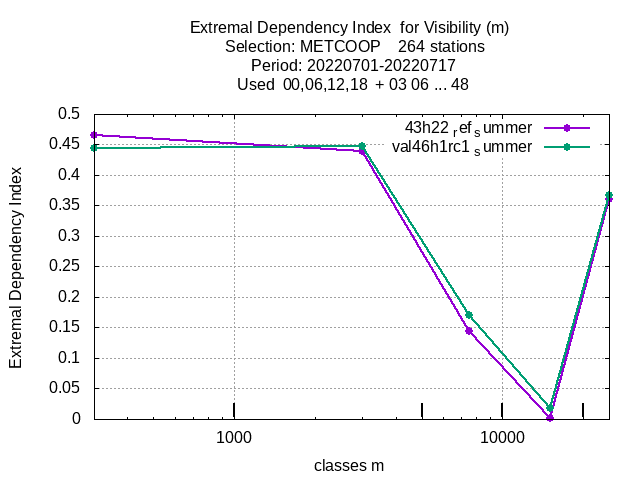 Extremal Dependency Index for Visibility (m)
Selection: METCOOP 264 stations
Period: 20220701-20220717
Used 00,06,12,18 + 03 06 ... 48
43h22refsummer
val46h1rc1summer
Extremal Dependency Index
0.5
0.45
0.4
0.35
0.3
0.25
0.2
0.15
0.1
0.05
0
1000 10000
classes m